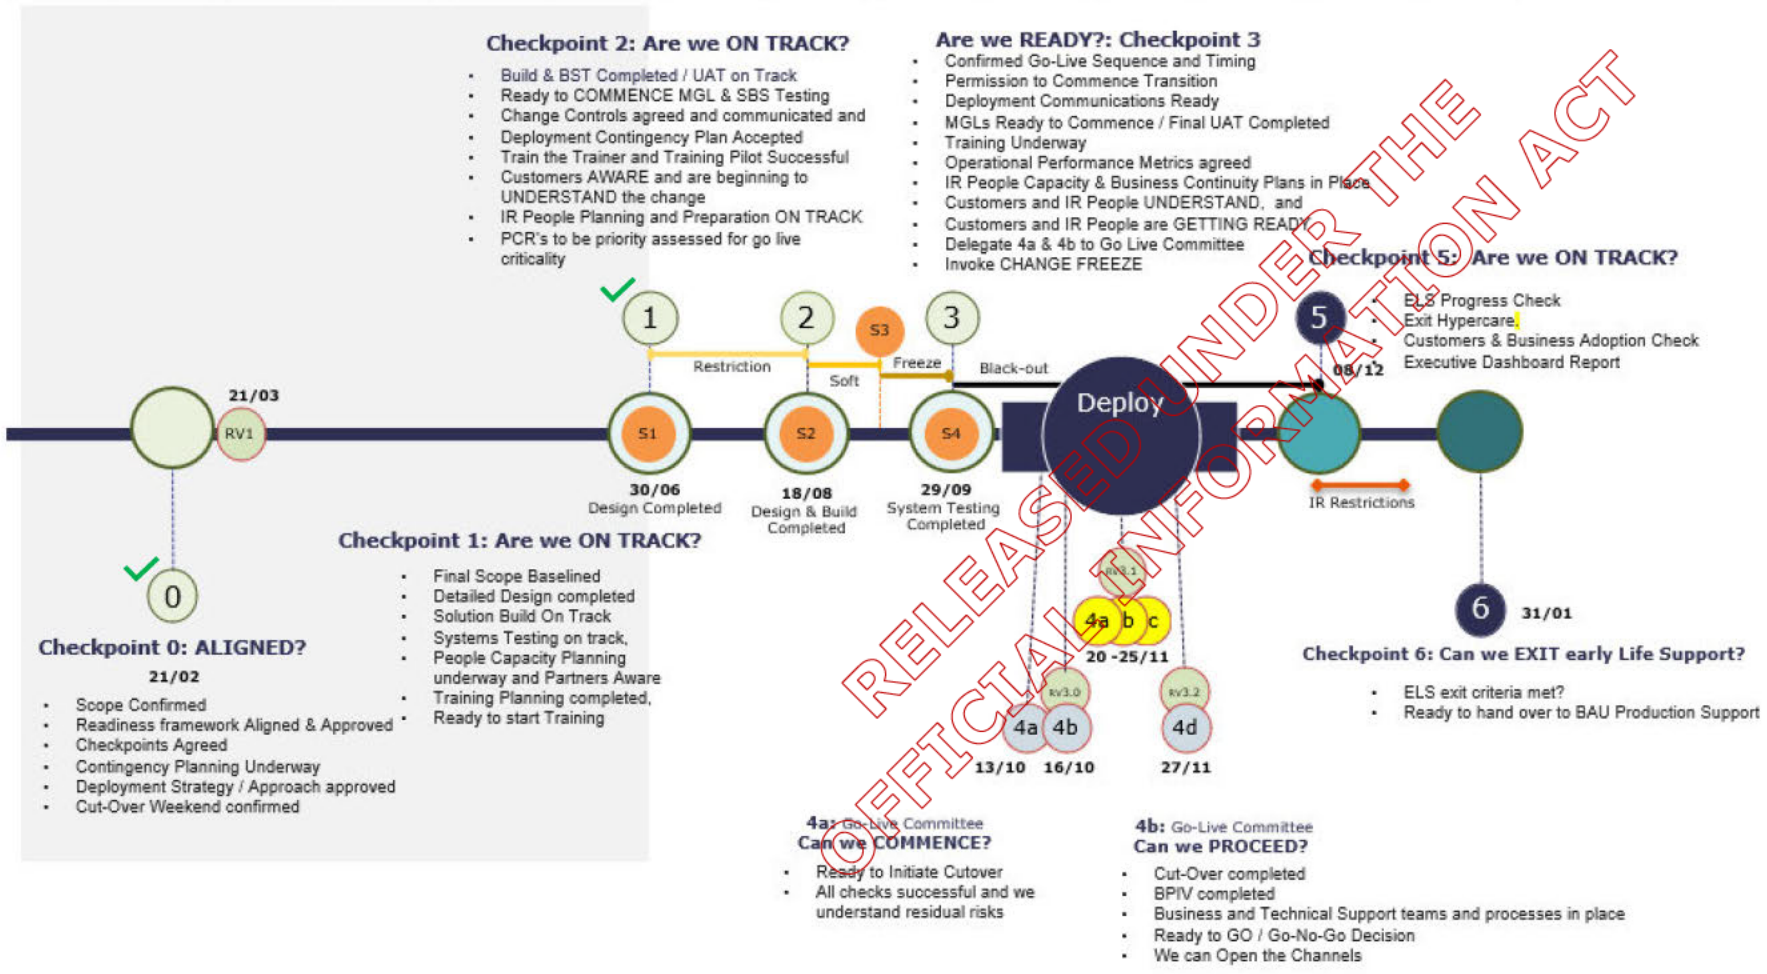 Checkpoint 2: Are we ON TRACK?
▪ Build & BST Completed / UAT on Track
▪ Ready to COMMENCE MGL & SBS Testing
▪ Change Controls agreed and communicated and
▪ Deployment Contingency Plan Accepted
▪ Train the Trainer and Training Pilot Successful
▪ Customers AWARE and are beginning to
UNDERSTAND the change
▪ IR People Planning and Preparation ON TRACK
▪ PCR's to be priority assessed for go live
criticality
Are we READY?: Checkpoint 3
▪ Confirmed Go-Live Sequence and Timing
▪ Permission to Commence Transition
▪ Deployment Communications Ready
▪ MGLs Ready to Commence / Final UAT Completed
▪ Training Underway
▪ Operational Performance Metrics agreed
▪ IR People Capacity & Business Continuity Plans in Place
▪ Customers and IR People UNDERSTAND, and
▪ Customers and IR People are GETTING READY
▪ Delegate 4a & 4b to Go Live Committee
▪ Invoke CHANGE FREEZE
Checkpoint 5: Are we ON TRACK?
▪ ELS Progress Check
▪ Exit Hypercare.
▪ Customers & Business Adoption Check
▪ Executive Dashboard Report
1
2
S3
3
5
Restriction
Soft
Freeze
Black-out
08/12
21/03
RV1
S1
S2
S4
Deploy
30/06
Design Completed
18/08
Design & Build
Completed
29/09
System Testing
Completed
IR Restrictions
Checkpoint 1: Are we ON TRACK?
▪ Final Scope Baselined
▪ Detailed Design completed
▪ Solution Build On Track
▪ Systems Testing on track,
▪ People Capacity Planning
underway and Partners Aware
▪ Training Planning completed,
▪ Ready to start Training
0
Checkpoint 0: ALIGNED?
21/02
▪ Scope Confirmed
▪ Readiness framework Aligned & Approved
▪ Checkpoints Agreed
▪ Contingency Planning Underway
▪ Deployment Strategy / Approach approved
▪ Cut-Over Weekend confirmed
RV3.1
4a b c
20 -25/11
RV3.0
RV3.2
4a 4b
4d
13/10 16/10
27/11
6
31/01
Checkpoint 6: Can we EXIT early Life Support?
▪ ELS exit criteria met?
▪ Ready to hand over to BAU Production Support
4a: Go-Live Committee
Can we COMMENCE?
▪ Ready to Initiate Cutover
▪ All checks successful and we
understand residual risks
4b: Go-Live Committee
Can we PROCEED?
▪ Cut-Over completed
▪ BPIV completed
▪ Business and Technical Support teams and processes in place
▪ Ready to GO / Go-No-Go Decision
▪ We can Open the Channels
RELEASED UNDER THE
OFFICIAL INFORMATION ACT